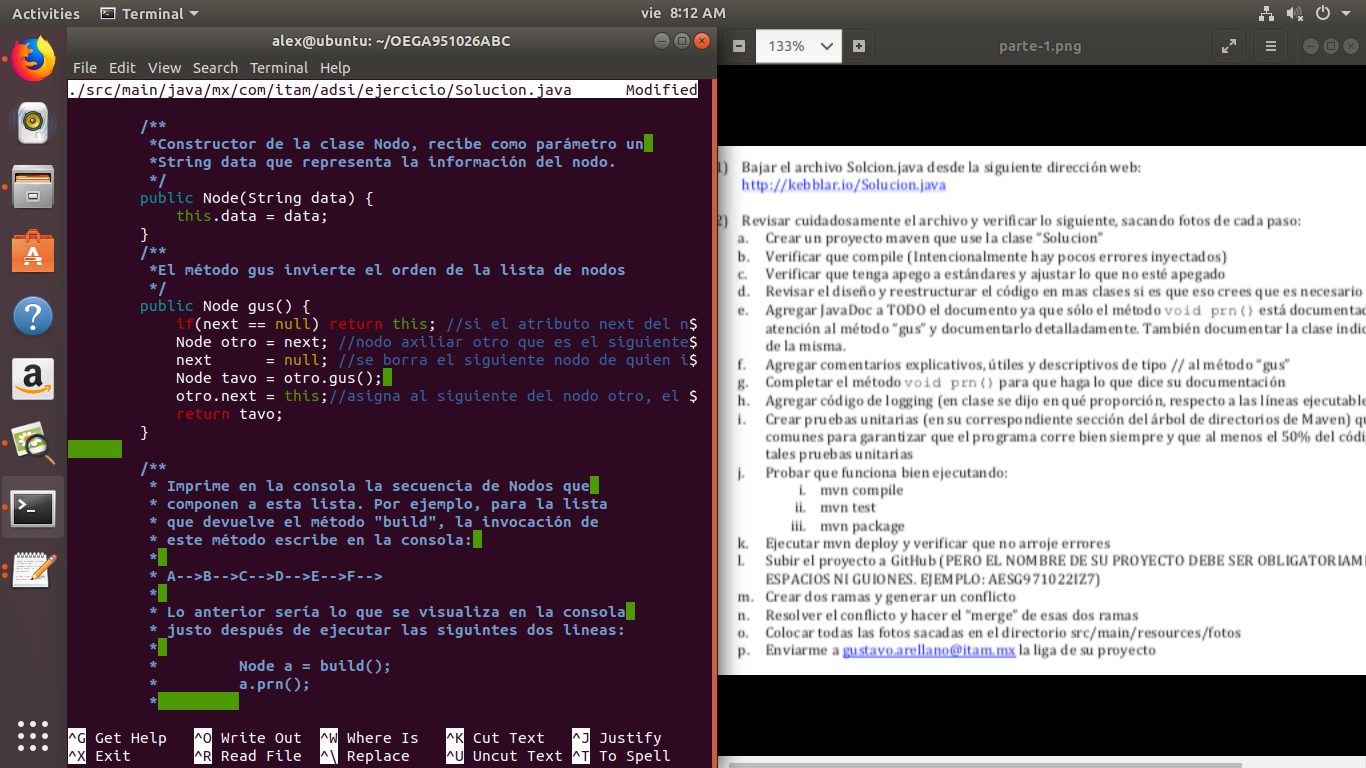 Activities Terminal vie 8:12 AM
alex@ubuntu: ~/OEGA951026ABC
File Edit View Search Terminal Help
./src/main/java/mx/com/itam/adsi/ejercicio/Solucion.java Modified
/**
*Constructor de la clase Nodo, recibe como parámetro un
*String data que representa la información del nodo.
*/
public Node(String data) {
this.data = data;
}
/**
*El método gus invierte el orden de la lista de nodos
*/
public Node gus() {
if(next == null) return this; //si el atributo next del n$
Node otro = next; //nodo axiliar otro que es el siguiente$
next = null; //se borra el siguiente nodo de quien i$
Node tavo = otro.gus();
otro.next = this;//asigna al siguiente del nodo otro, el $
return tavo;
}
/**
* Imprime en la consola la secuencia de Nodos que
* componen a esta lista. Por ejemplo, para la lista
* que devuelve el método "build", la invocación de
* este método escribe en la consola:
*
* A-->B-->C-->D-->E-->F-->
*
* Lo anterior sería lo que se visualiza en la consola
* justo después de ejecutar las siguintes dos lineas:
*
* Node a = build();
* a.prn();
*
^G Get Help ^O Write Out ^W Where Is ^K Cut Text ^J Justify
^X Exit ^R Read File ^\ Replace ^U Uncut Text ^T To Spell
133% parte-1.png
1) Bajar el archivo Solcion.java desde la siguiente dirección web:
http://kebblar.io/Solucion.java
2) Revisar cuidadosamente el archivo y verificar lo siguiente, sacando fotos de cada paso:
a. Crear un proyecto maven que use la clase “Solucion”
b. Verificar que compile (Intencionalmente hay pocos errores inyectados)
c. Verificar que tenga apego a estándares y ajustar lo que no esté apegado
d. Revisar el diseño y reestructurar el código en mas clases si es que eso crees que es necesario
e. Agregar JavaDoc a TODO el documento ya que sólo el método void prn() está documenta
atención al método “gus” y documentarlo detalladamente. También documentar la clase indic
de la misma.
f. Agregar comentarios explicativos, útiles y descriptivos de tipo // al método “gus”
g. Completar el método void prn() para que haga lo que dice su documentación
h. Agregar código de logging (en clase se dijo en qué proporción, respecto a las líneas ejecutable
i. Crear pruebas unitarias (en su correspondiente sección del árbol de directorios de Maven) qu
comunes para garantizar que el programa corre bien siempre y que al menos el 50% del códi
tales pruebas unitarias
j. Probar que funciona bien ejecutando:
i. mvn compile
ii. mvn test
iii. mvn package
k. Ejecutar mvn deploy y verificar que no arroje errores
l. Subir el proyecto a GitHub (PERO EL NOMBRE DE SU PROYECTO DEBE SER OBLIGATORIAM
ESPACIOS NI GUIONES. EJEMPLO: AESG971022IZ7)
m. Crear dos ramas y generar un conflicto
n. Resolver el conflicto y hacer el “merge” de esas dos ramas
o. Colocar todas las fotos sacadas en el directorio src/main/resources/fotos
p. Enviarme a gustavo.arellano@itam.mx la liga de su proyecto